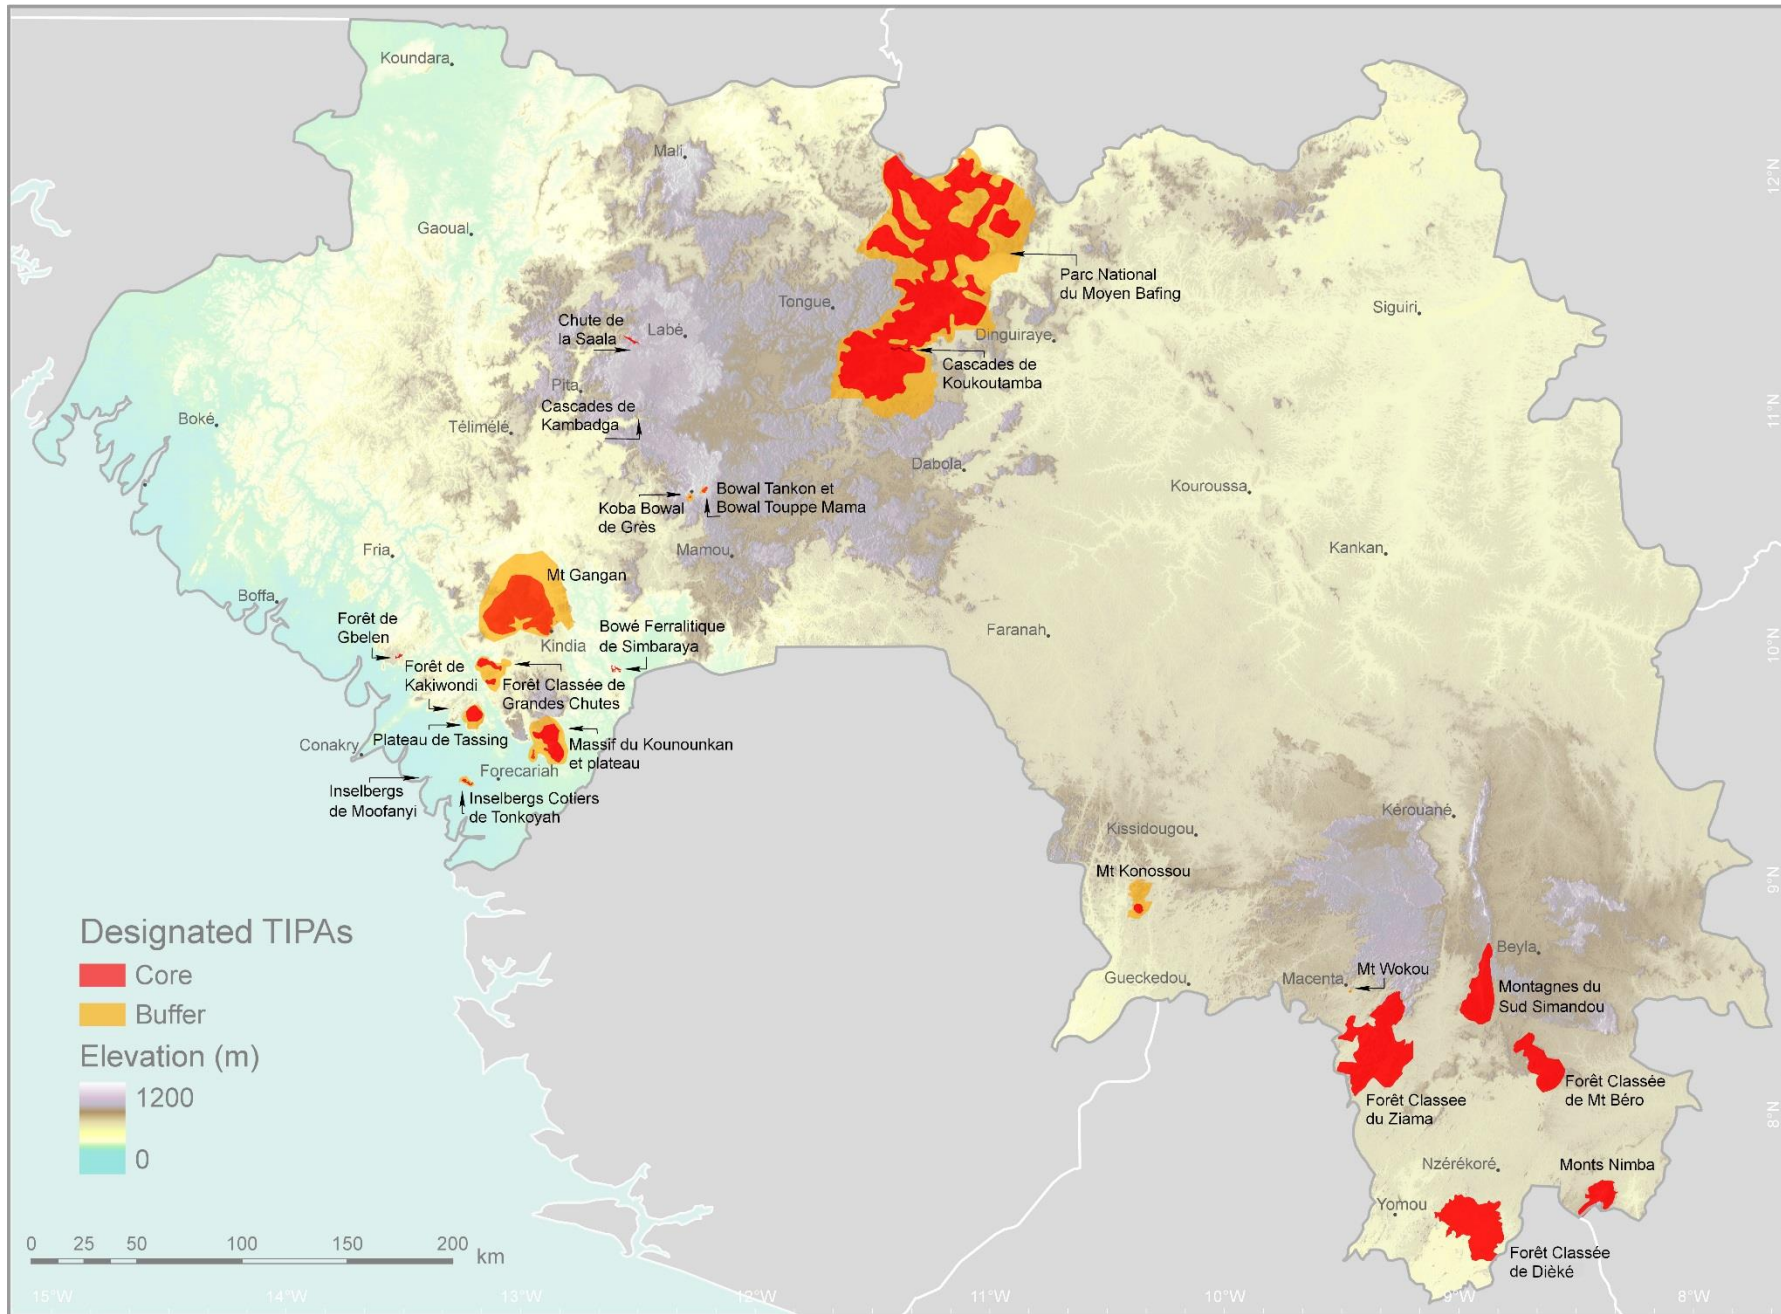 Koundara
12°N
Mali
Gaoual
Parc National
du Moyen Bafing
Tongue
Siguiri
Chute de
la Saala
Labé
Dinguiraye
Cascades de
Koukoutamba
Pita
Cascades de
Kambadga
Boké
Télimélé
11°N
Dabola
Koba Bowal
de Grès
Bowal Tankon et
Bowal Touppe Mama
Kouroussa
Fria
Mamou
Kankan
Mt Gangan
Boffa
Forêt de
Gbelen
Kindia
Bowé Ferralitique
de Simbaraya
Faranah
10°N
Forêt de
Kakiwondi
Forêt Classée de
Grandes Chutes
Plateau de Tassing
Conakry
Massif du Kounounkan
et plateau
Forecariah
Inselbergs
de Moofanyi
Inselbergs Cotiers
de Tonkoyah
Kérouané
Kissidougou
Mt Konossou
9°N
Designated TIPAs
Core
Buffer
Elevation (m)
1200
0
Beyla
Gueckedou
Macenta
Mt Wokou
Montagnes du
Sud Simandou
Forêt Classee
du Ziama
Forêt Classée
de Mt Béro
8°N
Nzérékoré
Monts Nimba
Yomou
Forêt Classée
de Dièké
0 25 50 100 150 200 km
15°W 14°W 13°W 12°W 11°W 10°W 9°W 8°W